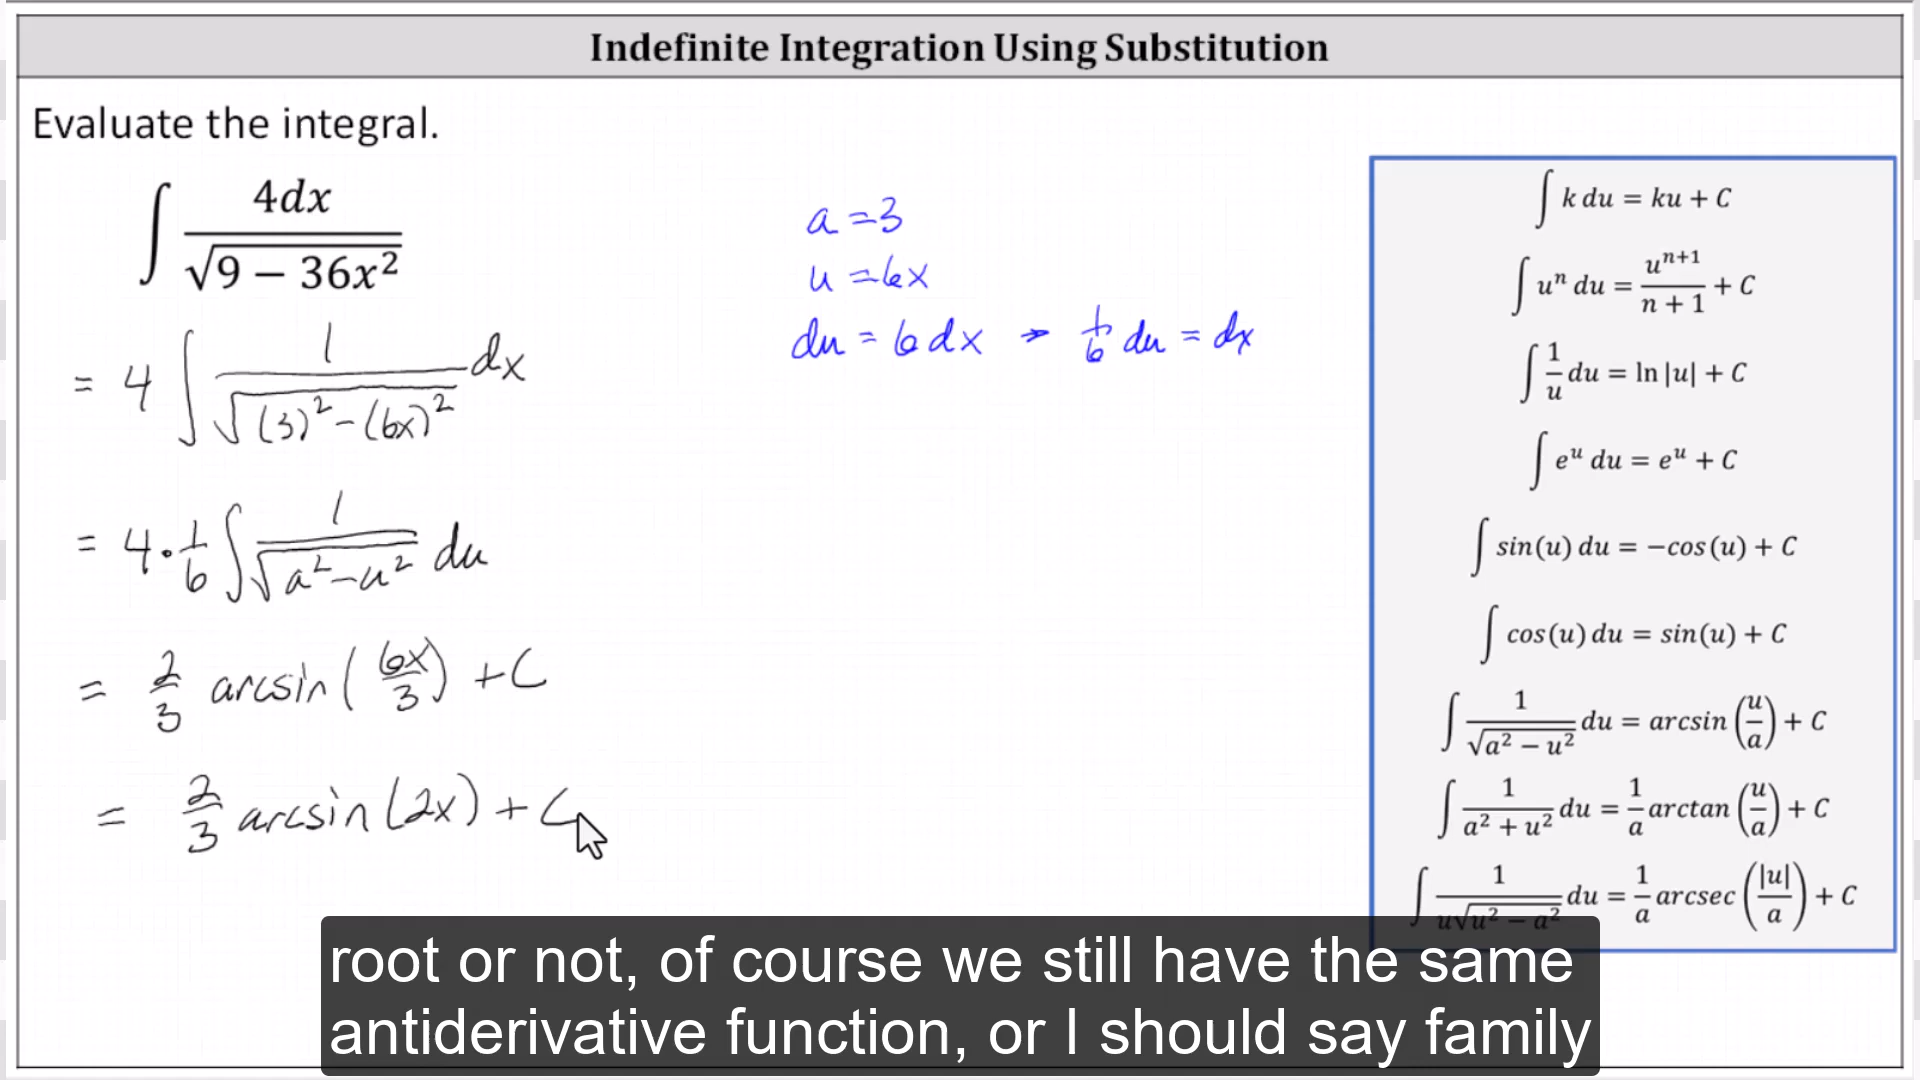 Indefinite Integration Using Substitution
Evaluate the integral.
∫ 4dx / √(9 − 36x²)
= 4 ∫ 1 / √((3)² − (6x)²) dx
= 4 · 1/6 ∫ 1 / √(a² − u²) du
= 2/3 arcsin(6x/3) + C
= 2/3 arcsin(2x) + C
a = 3
u = 6x
du = 6 dx → 1/6 du = dx
∫ k du = ku + C
∫ uⁿ du = uⁿ⁺¹ / (n + 1) + C
∫ 1/u du = ln|u| + C
∫ eᵘ du = eᵘ + C
∫ sin(u) du = −cos(u) + C
∫ cos(u) du = sin(u) + C
∫ 1 / √(a² − u²) du = arcsin(u/a) + C
∫ 1 / (a² + u²) du = 1/a arctan(u/a) + C
∫ 1 / (u√(u² − a²)) du = 1/a arcsec(|u|/a) + C
root or not, of course we still have the same
antiderivative function, or I should say family